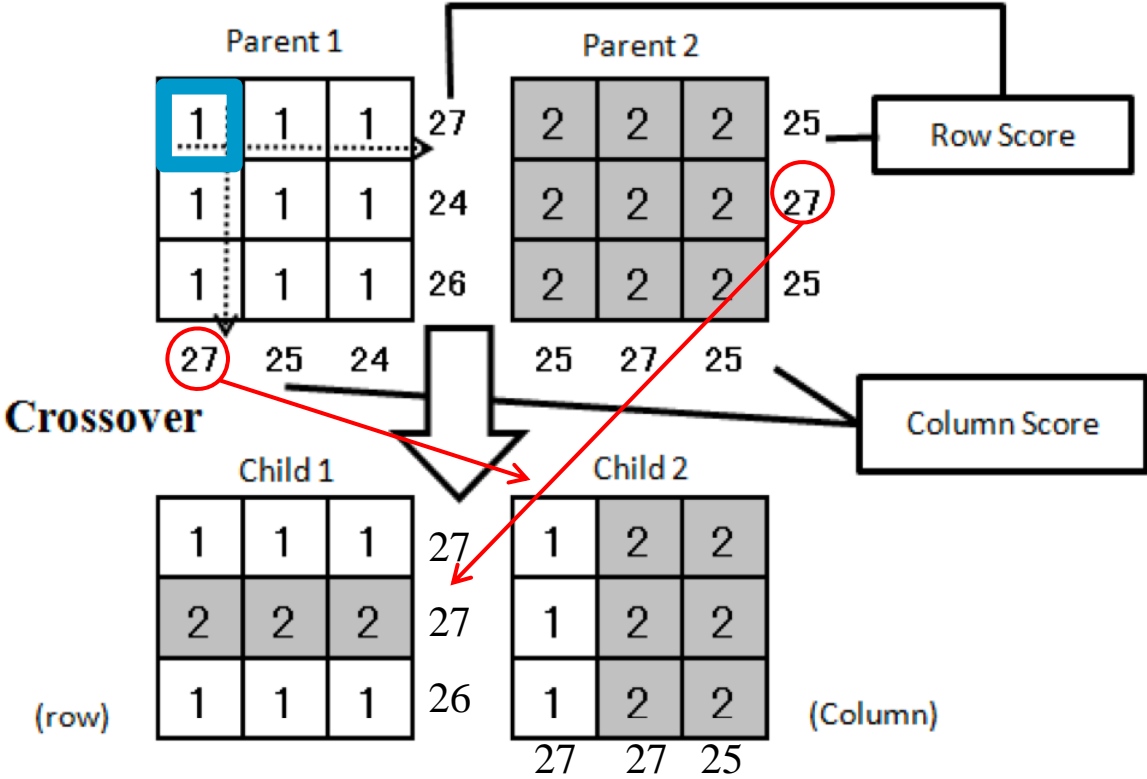 Parent 1 Parent 2
1 1 1 27 2 2 2 25 Row Score
1 1 1 24 2 2 2 27
1 1 1 26 2 2 2 25
27 25 24 25 27 25
Crossover Column Score
Child 1 Child 2
1 1 1 27 1 2 2
2 2 2 27 1 2 2
(row) 1 1 1 26 1 2 2 (Column)
27 27 25